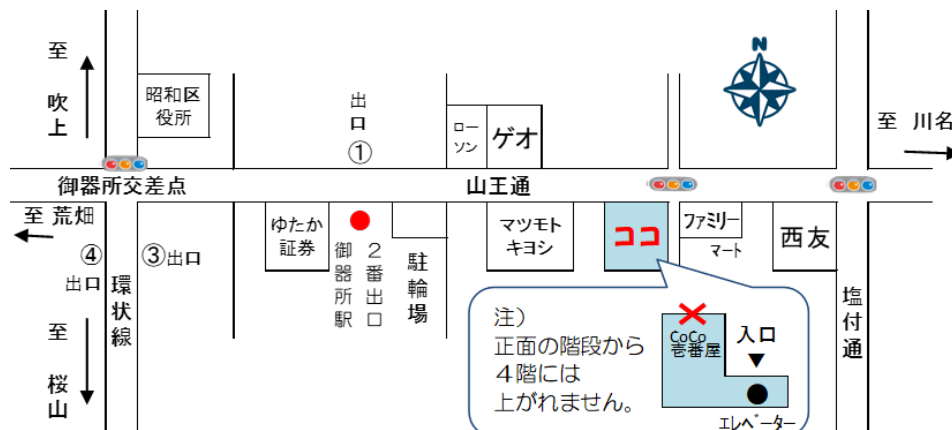 至
吹
上
昭和区
役所
出
口
①
ロー
ソン
ゲオ
N
至 川名
御器所交差点
山王通
至 荒畑
④
出口
③出口
環
状
線
至
桜
山
ゆたか
証券
御
器
所
駅
2
番
出
口
駐
輪
場
マツモト
キヨシ
ココ
ファミリー
マート
西友
塩
付
通
注）
正面の階段から
４階には
上がれません。
CoCo
壱番屋
入口
▼
エレベーター